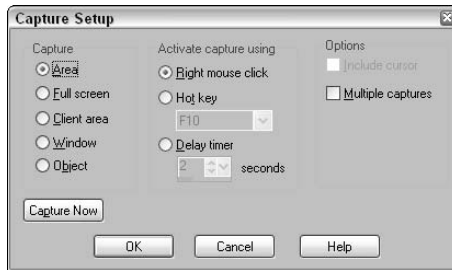 Capture Setup
Capture
Area
Full screen
Client area
Window
Object
Activate capture using
Right mouse click
Hot key
F10
Delay timer
2 seconds
Options
Include cursor
Multiple captures
Capture Now
OK
Cancel
Help